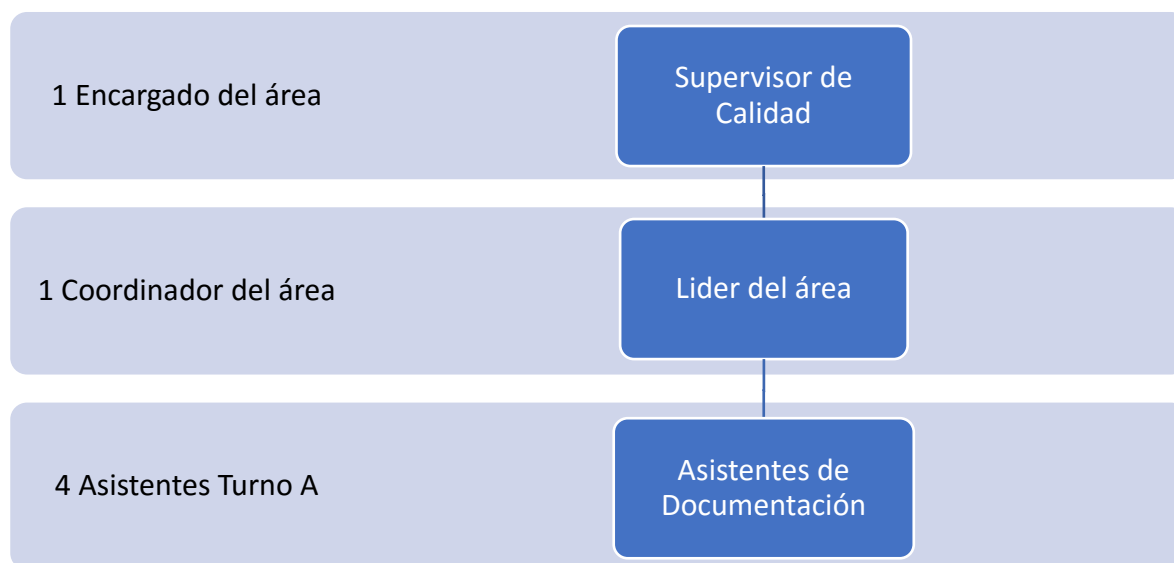 1 Encargado del área
Supervisor de
Calidad
1 Coordinador del área
Lider del área
4 Asistentes Turno A
Asistentes de
Documentación